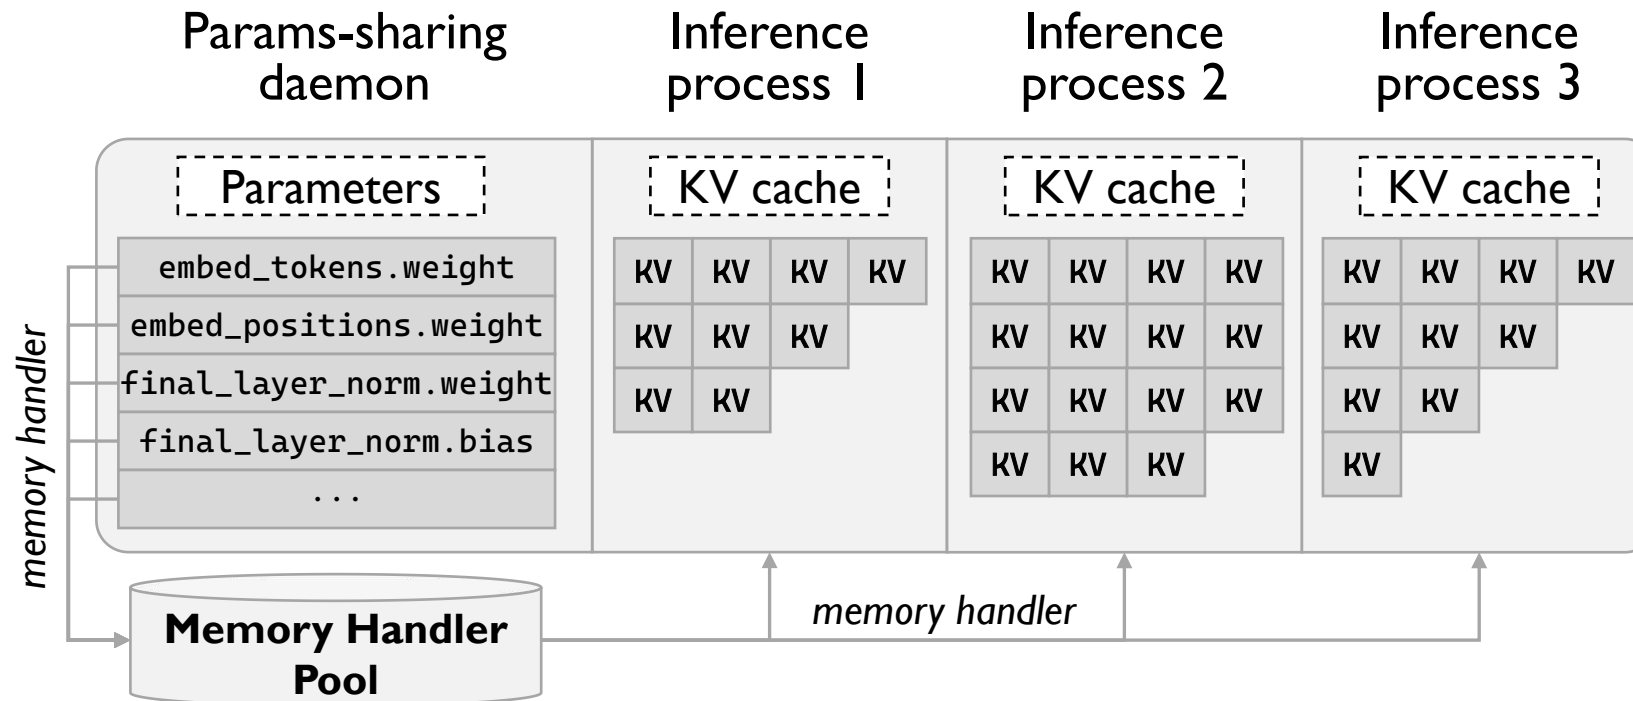 Params-sharing
daemon
Inference
process 1
Inference
process 2
Inference
process 3
Parameters
KV cache
KV cache
KV cache
embed_tokens.weight
embed_positions.weight
final_layer_norm.weight
final_layer_norm.bias
...
KV KV KV KV
KV KV KV
KV KV
KV KV KV KV
KV KV KV KV
KV KV KV KV
KV KV KV
KV KV KV KV
KV KV KV
KV KV
KV
memory handler
memory handler
Memory Handler
Pool